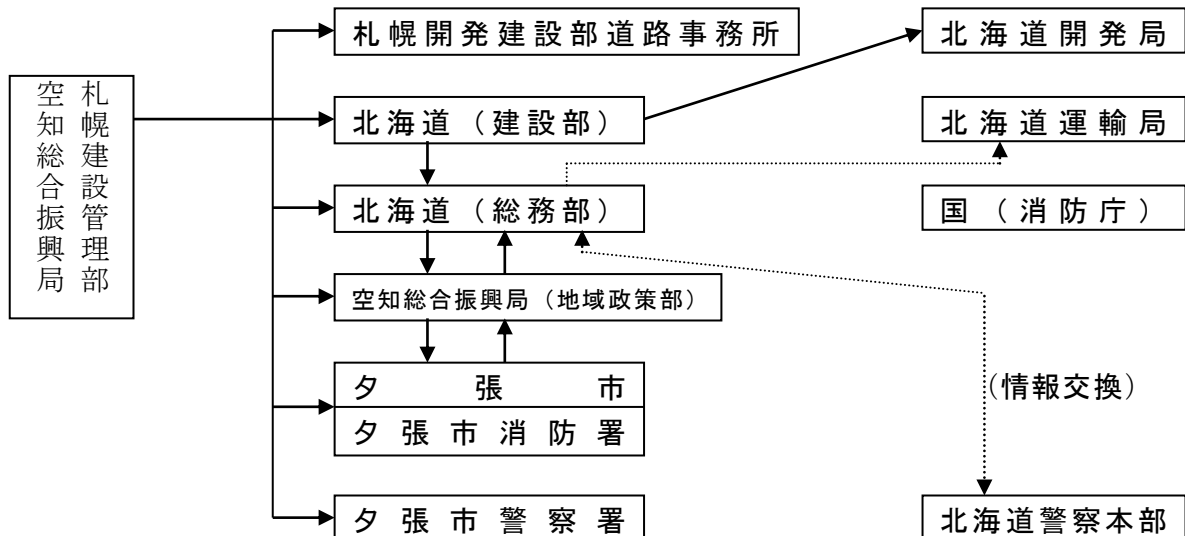 札幌開発建設部道路事務所
北海道開発局
空知総合振興局
札幌建設管理部
北海道（建設部）
北海道運輸局
北海道（総務部）
国（消防庁）
空知総合振興局（地域政策部）
夕張市
(情報交換)
夕張市消防署
夕張市警察署
北海道警察本部